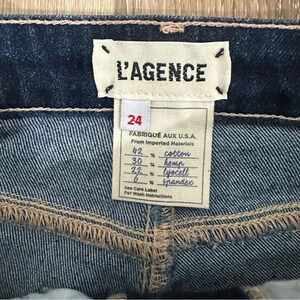 L'AGENCE
24
FABRIQUÉ AUX U.S.A.
From Imported Materials
42 % cotton
30 % hemp
22 % lyocell
6 % spandex
See Care Label
For Wash Instructions